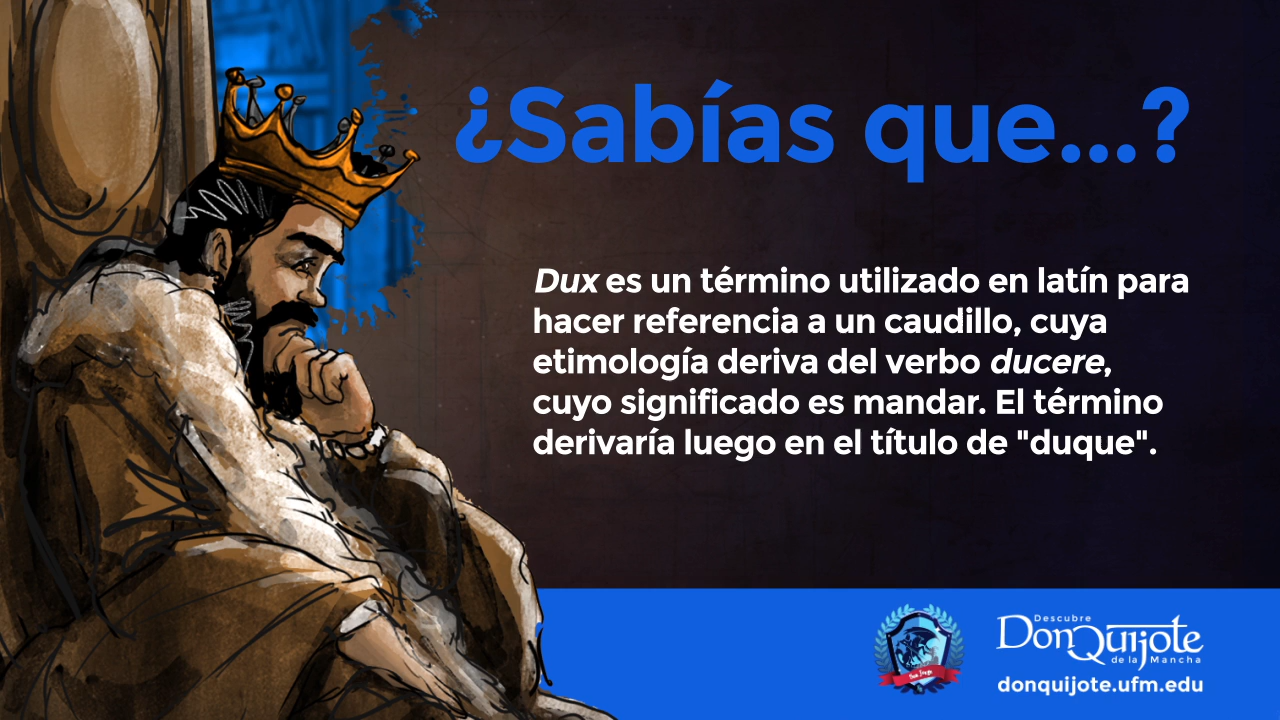 ¿Sabías que...?
Dux es un término utilizado en latín para
hacer referencia a un caudillo, cuya
etimología deriva del verbo ducere,
cuyo significado es mandar. El término
derivaría luego en el título de "duque".
Descubre
Don Quijote
de la Mancha
donquijote.ufm.edu